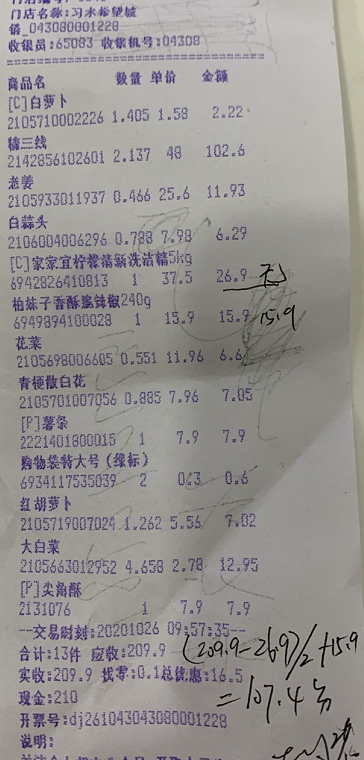 门店名称:习水希望城
销_043080001228
收银员:65083 收银机号:04308
商品名 数量 单价 金额
[C]白萝卜
2105710002226 1.405 1.58 2.22
精三线
2142856102601 2.137 48 102.6
老姜
2105933011937 0.466 25.6 11.93
白蒜头
2106004006296 0.788 7.98 6.29
[C]家家宜柠檬清新洗洁精5kg
6942826410813 1 37.5 26.9
柏妹子香酥脆辣椒240g
6949894100028 1 15.9 15.9 15.9
花菜
2105698006605 0.551 11.96 6.6
青梗散白花
2105701007056 0.885 7.96 7.05
[P]薯条
2221401800015 1 7.9 7.9
购物袋特大号(绿标)
6934117535039 2 0.3 0.6
红胡萝卜
2105719007024 1.262 5.56 7.02
大白菜
2105663012952 4.658 2.78 12.95
[P]尖角酥
2131076 1 7.9 7.9
--交易时刻:20201026 09:57:35--
合计:13件 应收:209.9
(209.9-26.9)/2+15.9
实收:209.9 找零:0.1总优惠:16.5
=107.4
现金:210
开票号:dj261043043080001228
说明: